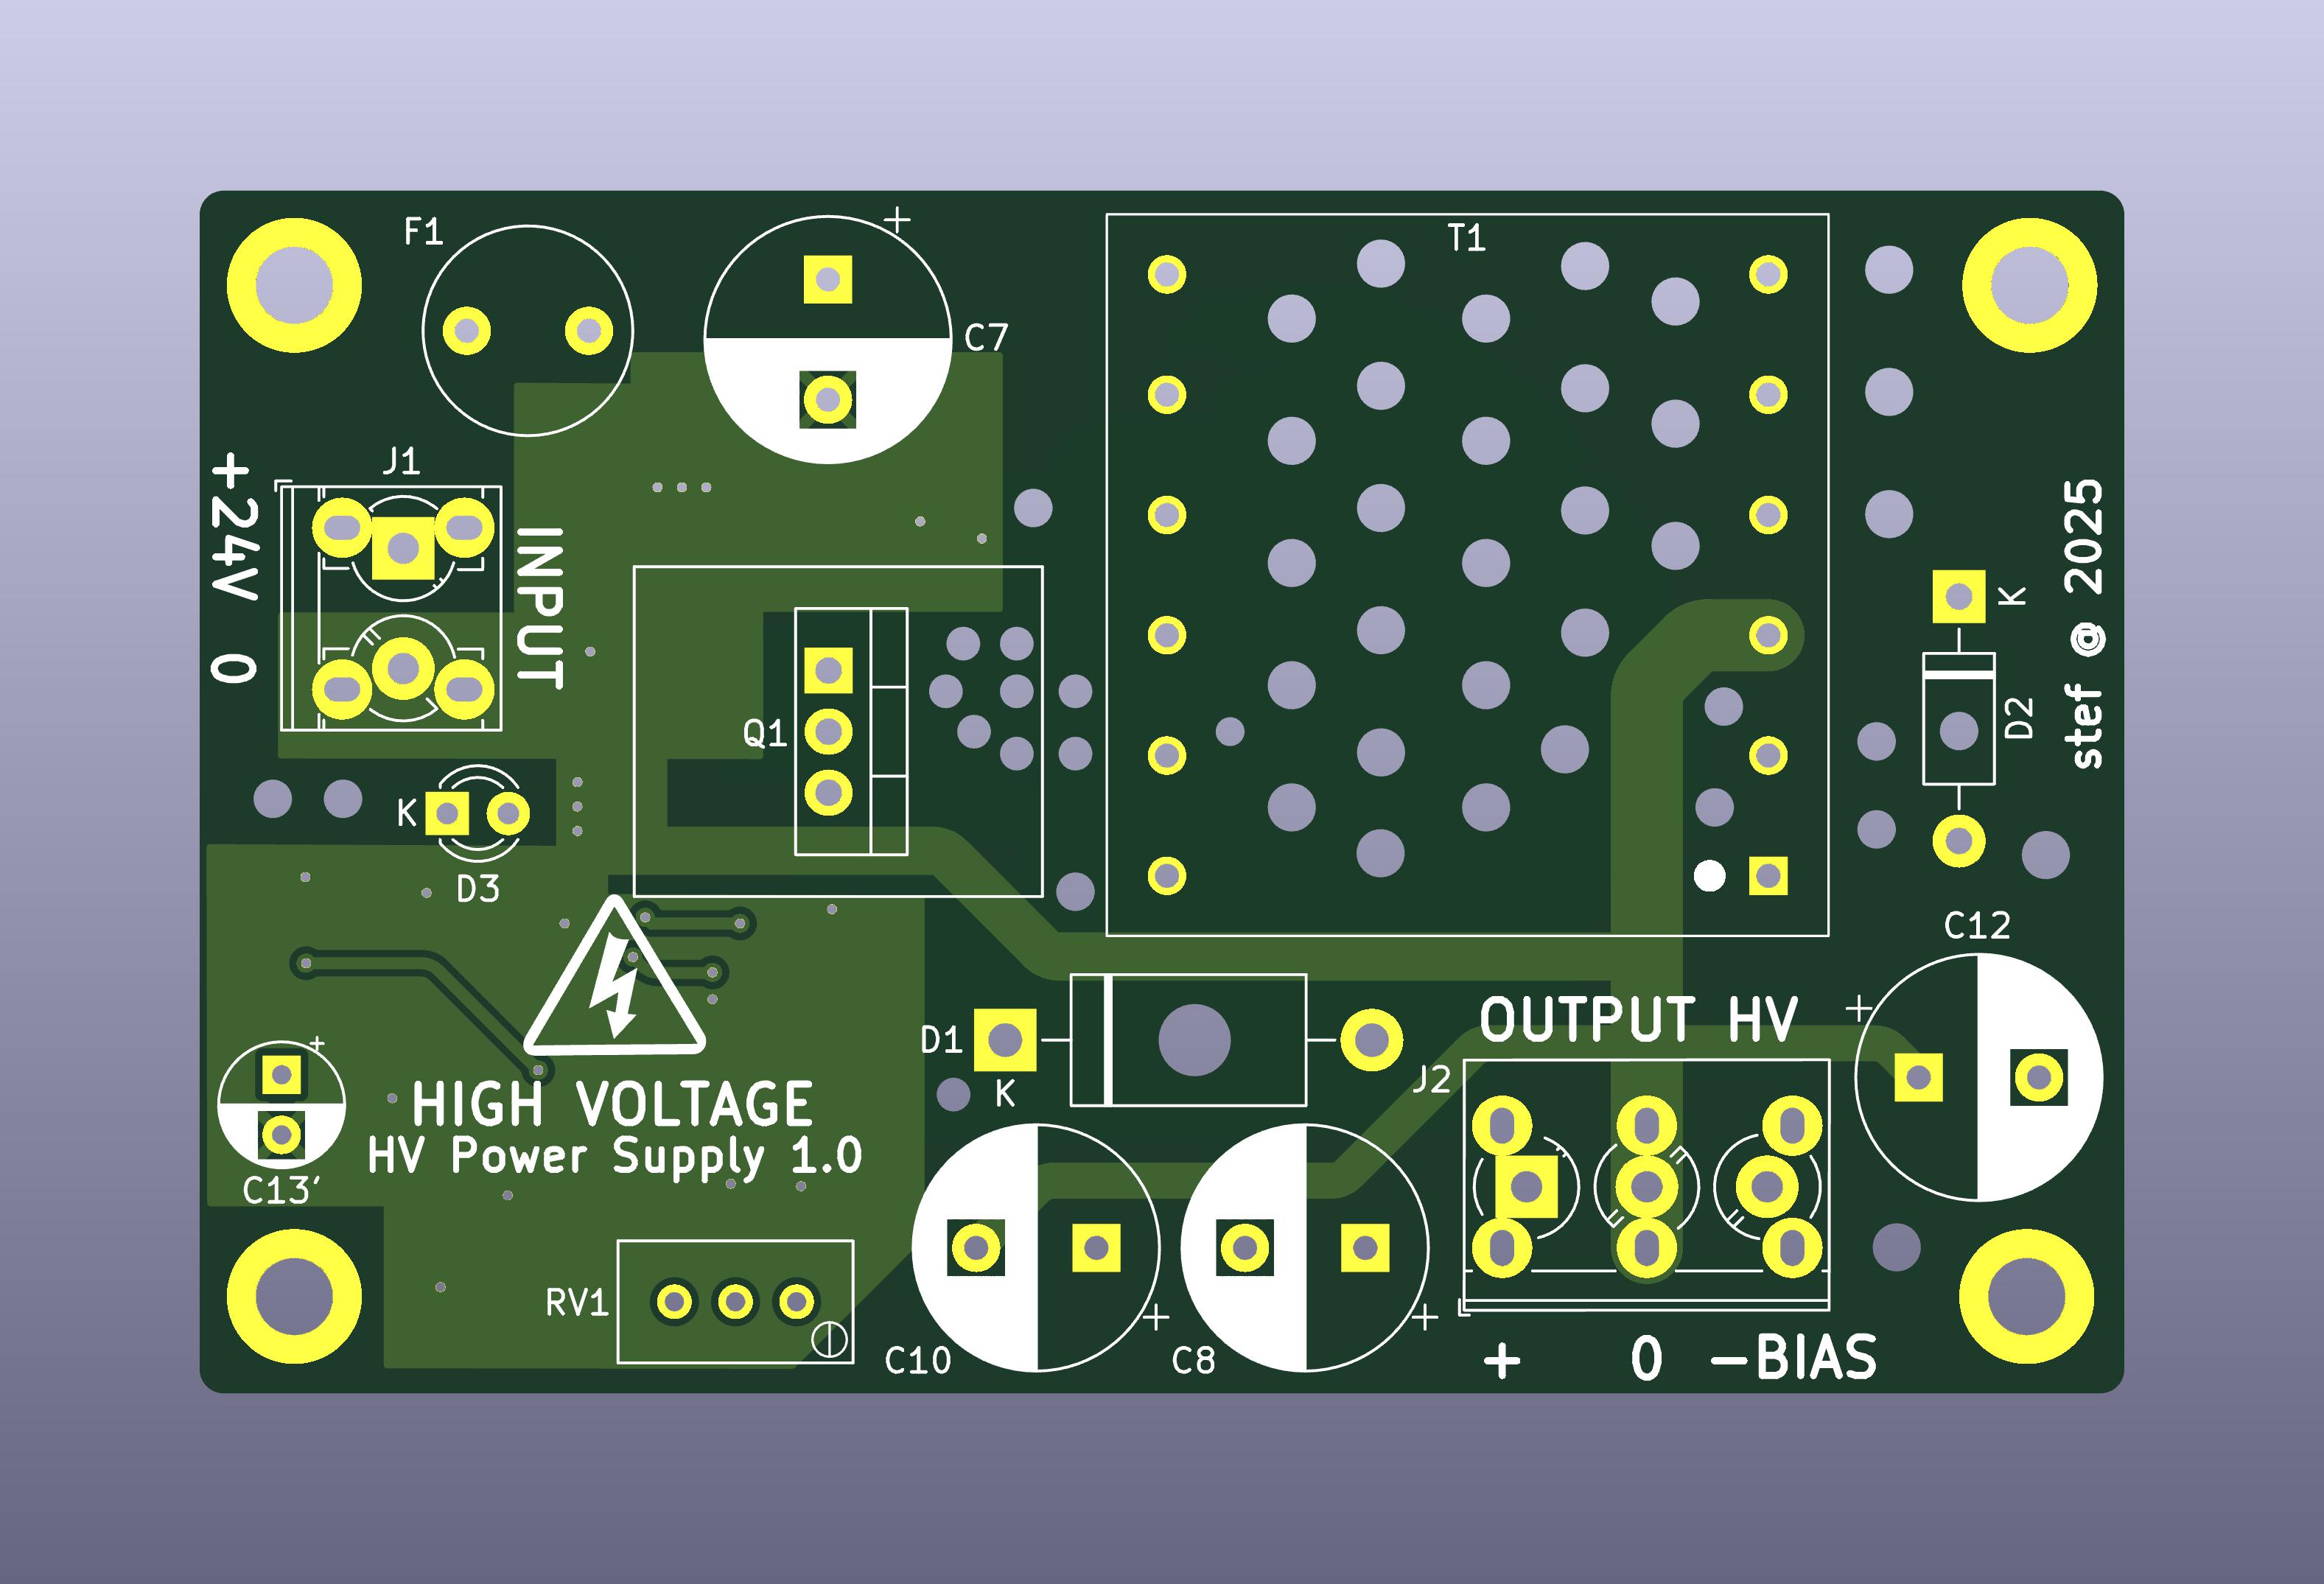 F1
+
C7
T1
J1
+24V
0
INPUT
stef @ 2025
K
D2
Q1
K
D3
C12
+
OUTPUT HV
D1
K
J2
+
HIGH VOLTAGE
HV Power Supply 1.0
C13'
RV1
+
+
C10
C8
+
0
-BIAS